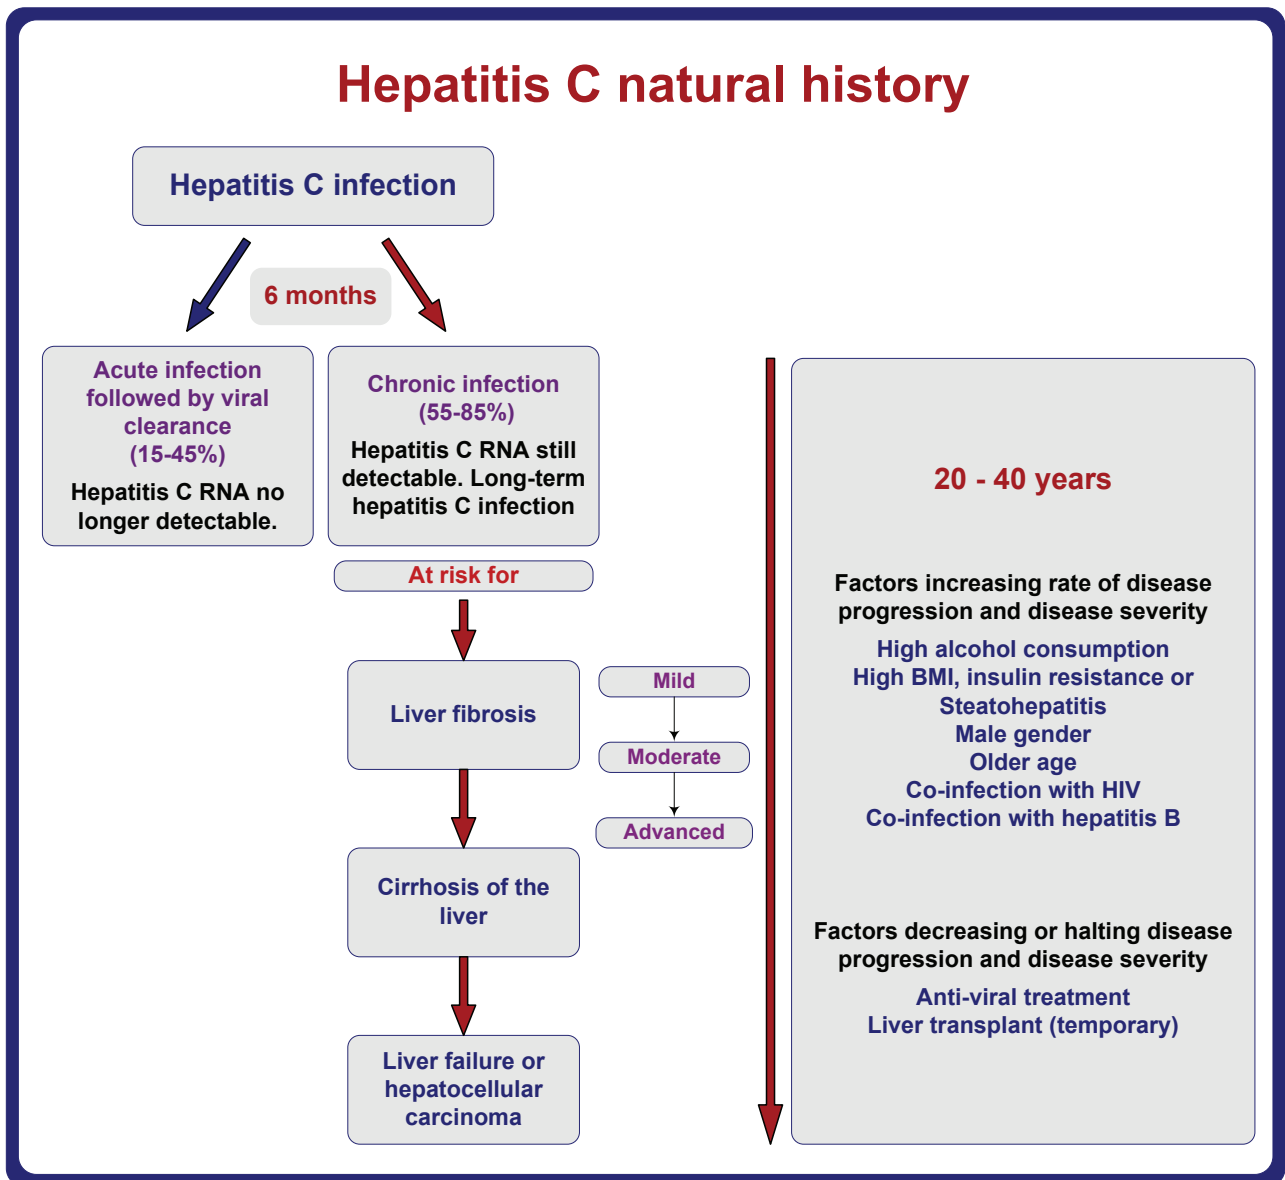 Hepatitis C natural history
Hepatitis C infection
6 months
Acute infection
followed by viral
clearance
(15-45%)
Hepatitis C RNA no
longer detectable.
Chronic infection
(55-85%)
Hepatitis C RNA still
detectable. Long-term
hepatitis C infection
At risk for
Liver fibrosis
Mild
Moderate
Advanced
Cirrhosis of the
liver
Liver failure or
hepatocellular
carcinoma
20 - 40 years
Factors increasing rate of disease
progression and disease severity
High alcohol consumption
High BMI, insulin resistance or
Steatohepatitis
Male gender
Older age
Co-infection with HIV
Co-infection with hepatitis B
Factors decreasing or halting disease
progression and disease severity
Anti-viral treatment
Liver transplant (temporary)